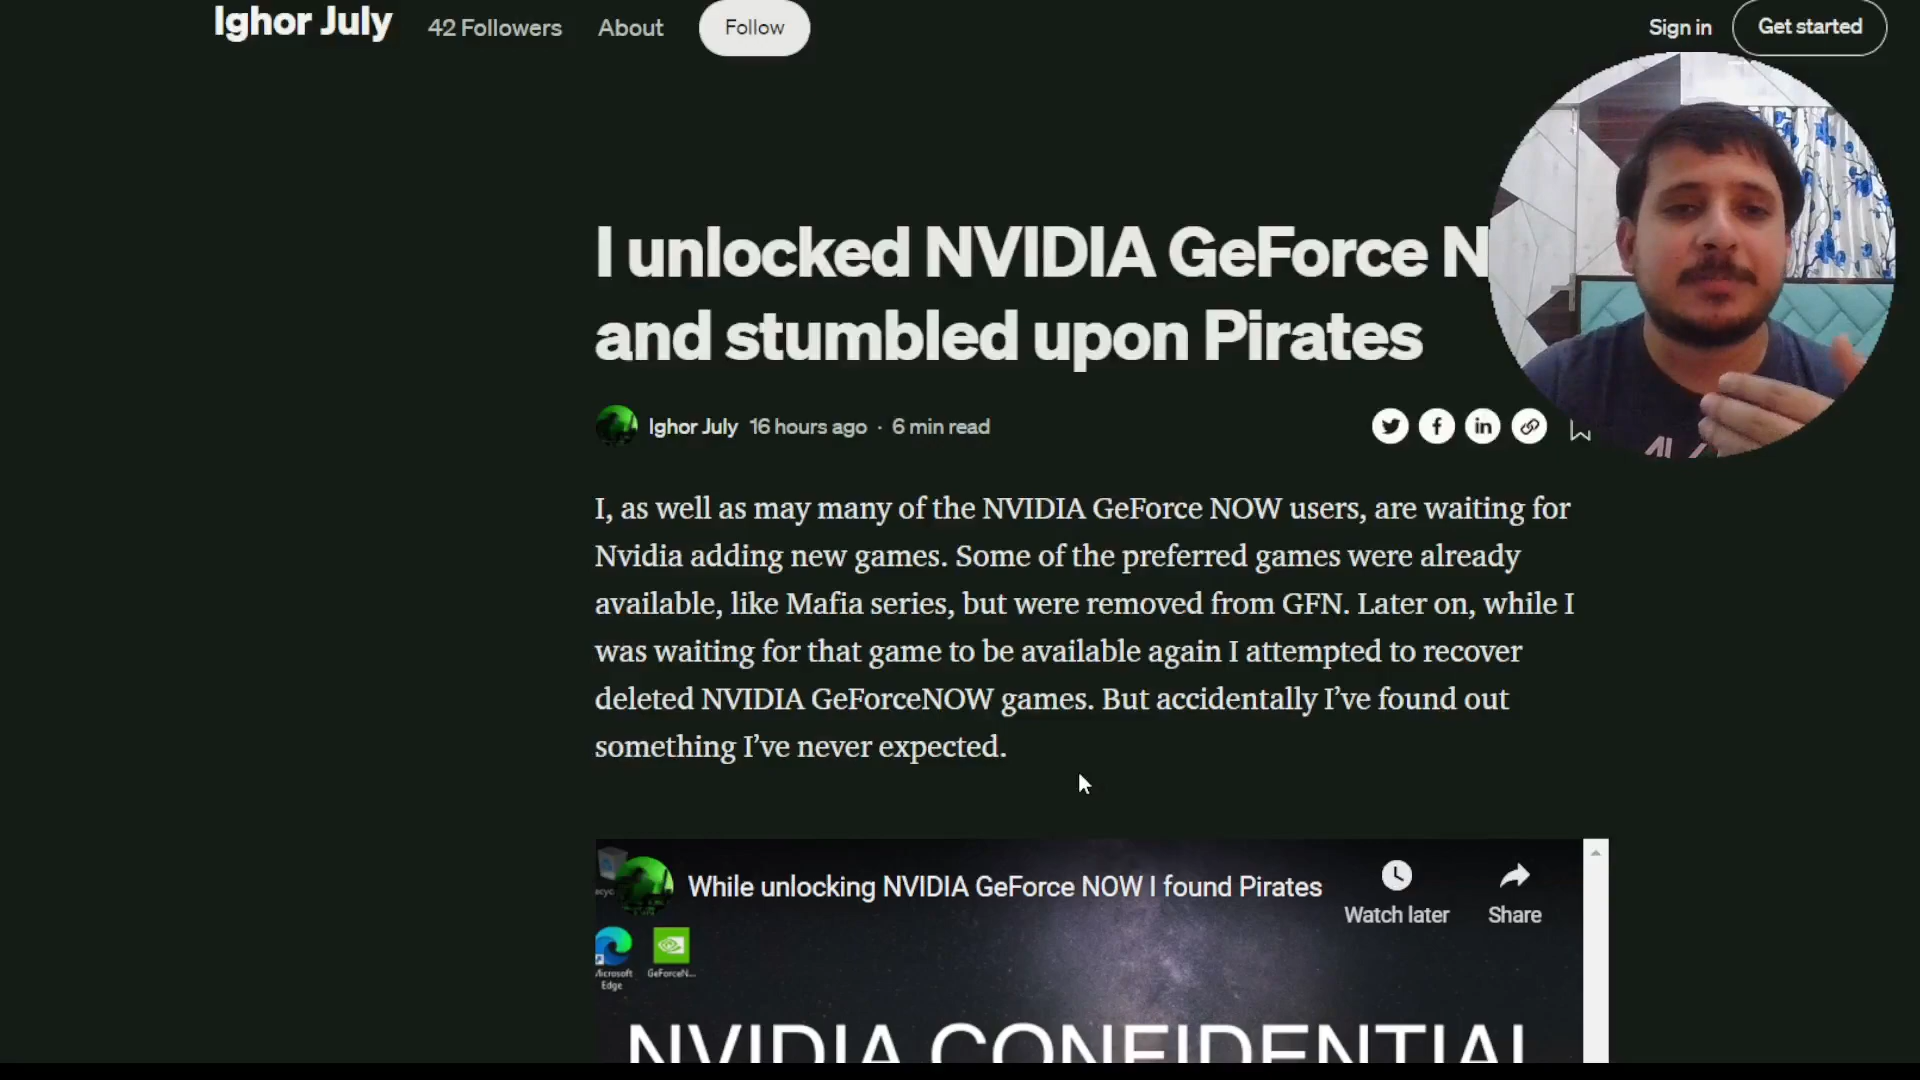 Ighor July
42 Followers
About
Follow
Sign in
Get started
I unlocked NVIDIA GeForce N
and stumbled upon Pirates
Ighor July 16 hours ago · 6 min read
I, as well as may many of the NVIDIA GeForce NOW users, are waiting for
Nvidia adding new games. Some of the preferred games were already
available, like Mafia series, but were removed from GFN. Later on, while I
was waiting for that game to be available again I attempted to recover
deleted NVIDIA GeForceNOW games. But accidentally I’ve found out
something I’ve never expected.
While unlocking NVIDIA GeForce NOW I found Pirates
Watch later
Share
Microsoft
Edge
GeForceN...
NVIDIA CONFIDENTIAL